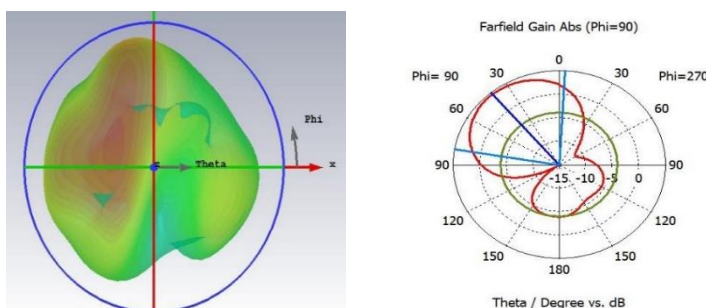 Phi
z
Theta
x
Farfield Gain Abs (Phi=90)
0
30
30
Phi= 90
Phi=270
60
60
90
-15
-10
-5
0
90
120
120
150
150
180
Theta / Degree vs. dB